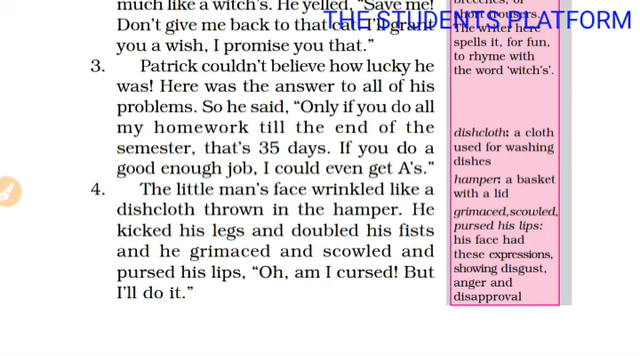 much like a witch's. He yelled, "Save me!
Don't give me back to that cat. I'll grant
you a wish, I promise you that."
3. Patrick couldn't believe how lucky he
was! Here was the answer to all of his
problems. So he said, "Only if you do all
my homework till the end of the
semester, that's 35 days. If you do a
good enough job, I could even get A's."
4. The little man's face wrinkled like a
dishcloth thrown in the hamper. He
kicked his legs and doubled his fists
and he grimaced and scowled and
pursed his lips, "Oh, am I cursed! But
I'll do it."
THE STUDENTS PLATFORM
breeches, or
short trousers.
The writer here
spells it, for fun,
to rhyme with
the word 'witch's'.
dishcloth: a cloth
used for washing
dishes
hamper: a basket
with a lid
grimaced,scowled,
pursed his lips:
his face had
these expressions,
showing disgust,
anger and
disapproval